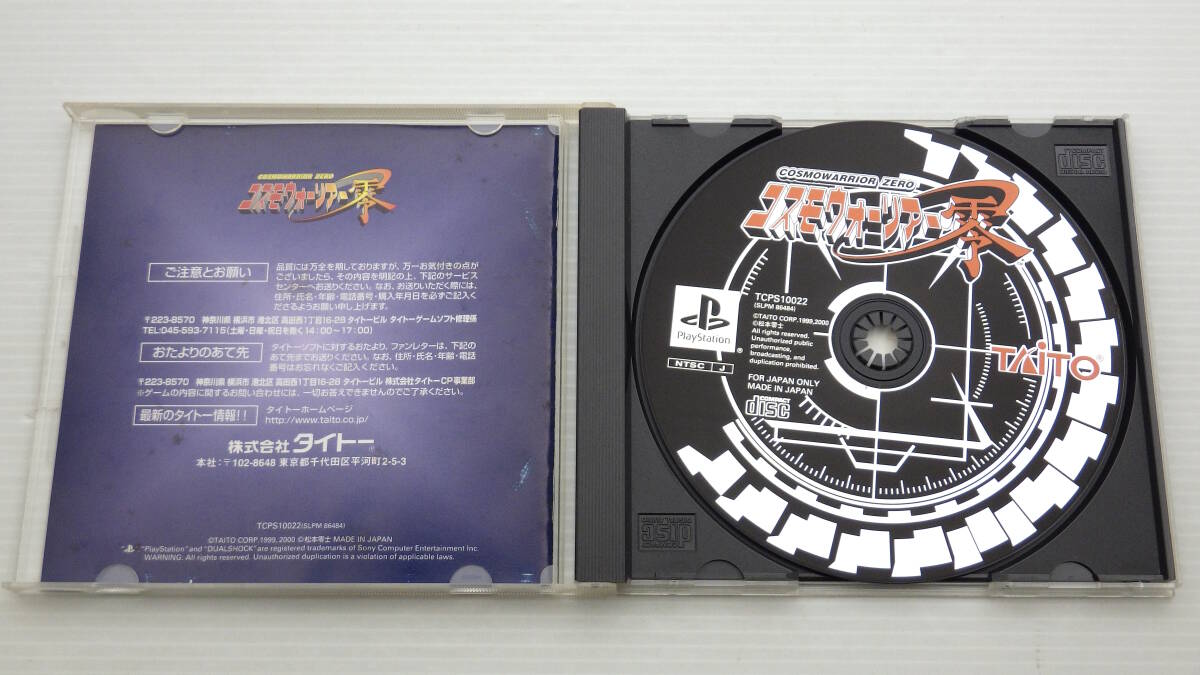 COSMOWARRIOR ZERO
コスモウォーリアー零
ご注意とお願い
品質には万全を期しておりますが、万一お気付きの点が
ございましたら、その内容を明記の上、下記のサービス
センターへお送りください。なお、お送りいただく際には、
住所・氏名・年齢・電話番号・購入年月日を必ずご記入く
ださるようお願い申し上げます。
〒223-8570 神奈川県 横浜市 港北区 高田西1丁目16-28 タイトービル タイトーゲームソフト修理係
TEL:045-593-7115(土曜・日曜・祝日を除く14:00〜17:00)
おたよりのあて先
タイトーソフトに対するおたより、ファンレターは、下記の
あて先までお送りください。なお、住所・氏名・年齢・電話
番号はお忘れなくご記入ください。
〒223-8570 神奈川県 横浜市 港北区 高田西1丁目16-28 タイトービル 株式会社タイトーCP事業部
※ゲームの内容に関するお問い合わせには、一切お答えできませんのでご了承ください。
最新のタイトー情報!!
タイトーホームページ
http://www.taito.co.jp/
株式会社タイトー
本社:〒102-8648 東京都千代田区平河町2-5-3
TCPS10022(SLPM 86484)
©TAITO CORP.1999,2000 ©松本零士 MADE IN JAPAN
"PlayStation" and "DUALSHOCK" are registered trademarks of Sony Computer Entertainment Inc.
WARNING: All rights reserved. Unauthorized duplication is a violation of applicable laws.
COSMOWARRIOR ZERO
コスモウォーリアー零
TCPS10022
(SLPM 86484)
©TAITO CORP.1999,2000
©松本零士
All rights reserved.
Unauthorized public
performance,
broadcasting, and
duplication prohibited.
PlayStation®
NTSC J
FOR JAPAN ONLY
MADE IN JAPAN
COMPACT
disc
TAITO®
COMPACT
disc
disc